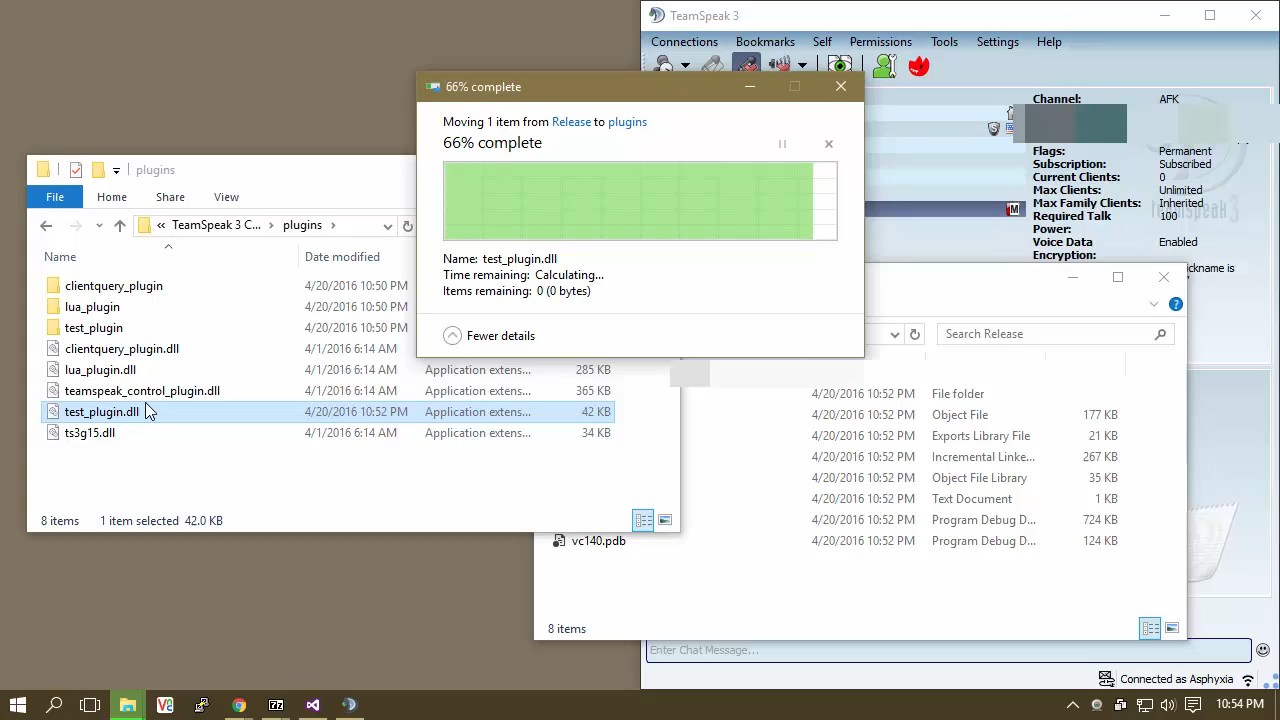 TeamSpeak 3
Connections Bookmarks Self Permissions Tools Settings Help
66% complete
Moving 1 item from Release to plugins
66% complete
Name: test_plugin.dll
Time remaining: Calculating...
Items remaining: 0 (0 bytes)
Fewer details
Channel: AFK
Flags: Permanent
Subscription: Subscribed
Current Clients: 0
Max Clients: Unlimited
Max Family Clients: Inherited
Required Talk 100
Power:
Voice Data Enabled
Encryption:
ickname is
teamspeak3
M
plugins
File Home Share View
« TeamSpeak 3 C... > plugins >
Name Date modified
clientquery_plugin 4/20/2016 10:50 PM
lua_plugin 4/20/2016 10:50 PM
test_plugin 4/20/2016 10:50 PM
clientquery_plugin.dll 4/1/2016 6:14 AM
lua_plugin.dll 4/1/2016 6:14 AM Application extens... 285 KB
teamspeak_control_plugin.dll 4/1/2016 6:14 AM Application extens... 365 KB
test_plugin.dll 4/20/2016 10:52 PM Application extens... 42 KB
ts3g15.dll 4/1/2016 6:14 AM Application extens... 34 KB
8 items 1 item selected 42.0 KB
Search Release
4/20/2016 10:52 PM File folder
4/20/2016 10:52 PM Object File 177 KB
4/20/2016 10:52 PM Exports Library File 21 KB
4/20/2016 10:52 PM Incremental Linke... 267 KB
4/20/2016 10:52 PM Object File Library 35 KB
4/20/2016 10:52 PM Text Document 1 KB
4/20/2016 10:52 PM Program Debug D... 724 KB
vc140.pdb 4/20/2016 10:52 PM Program Debug D... 124 KB
8 items
Enter Chat Message...
Connected as Asphyxia
10:54 PM